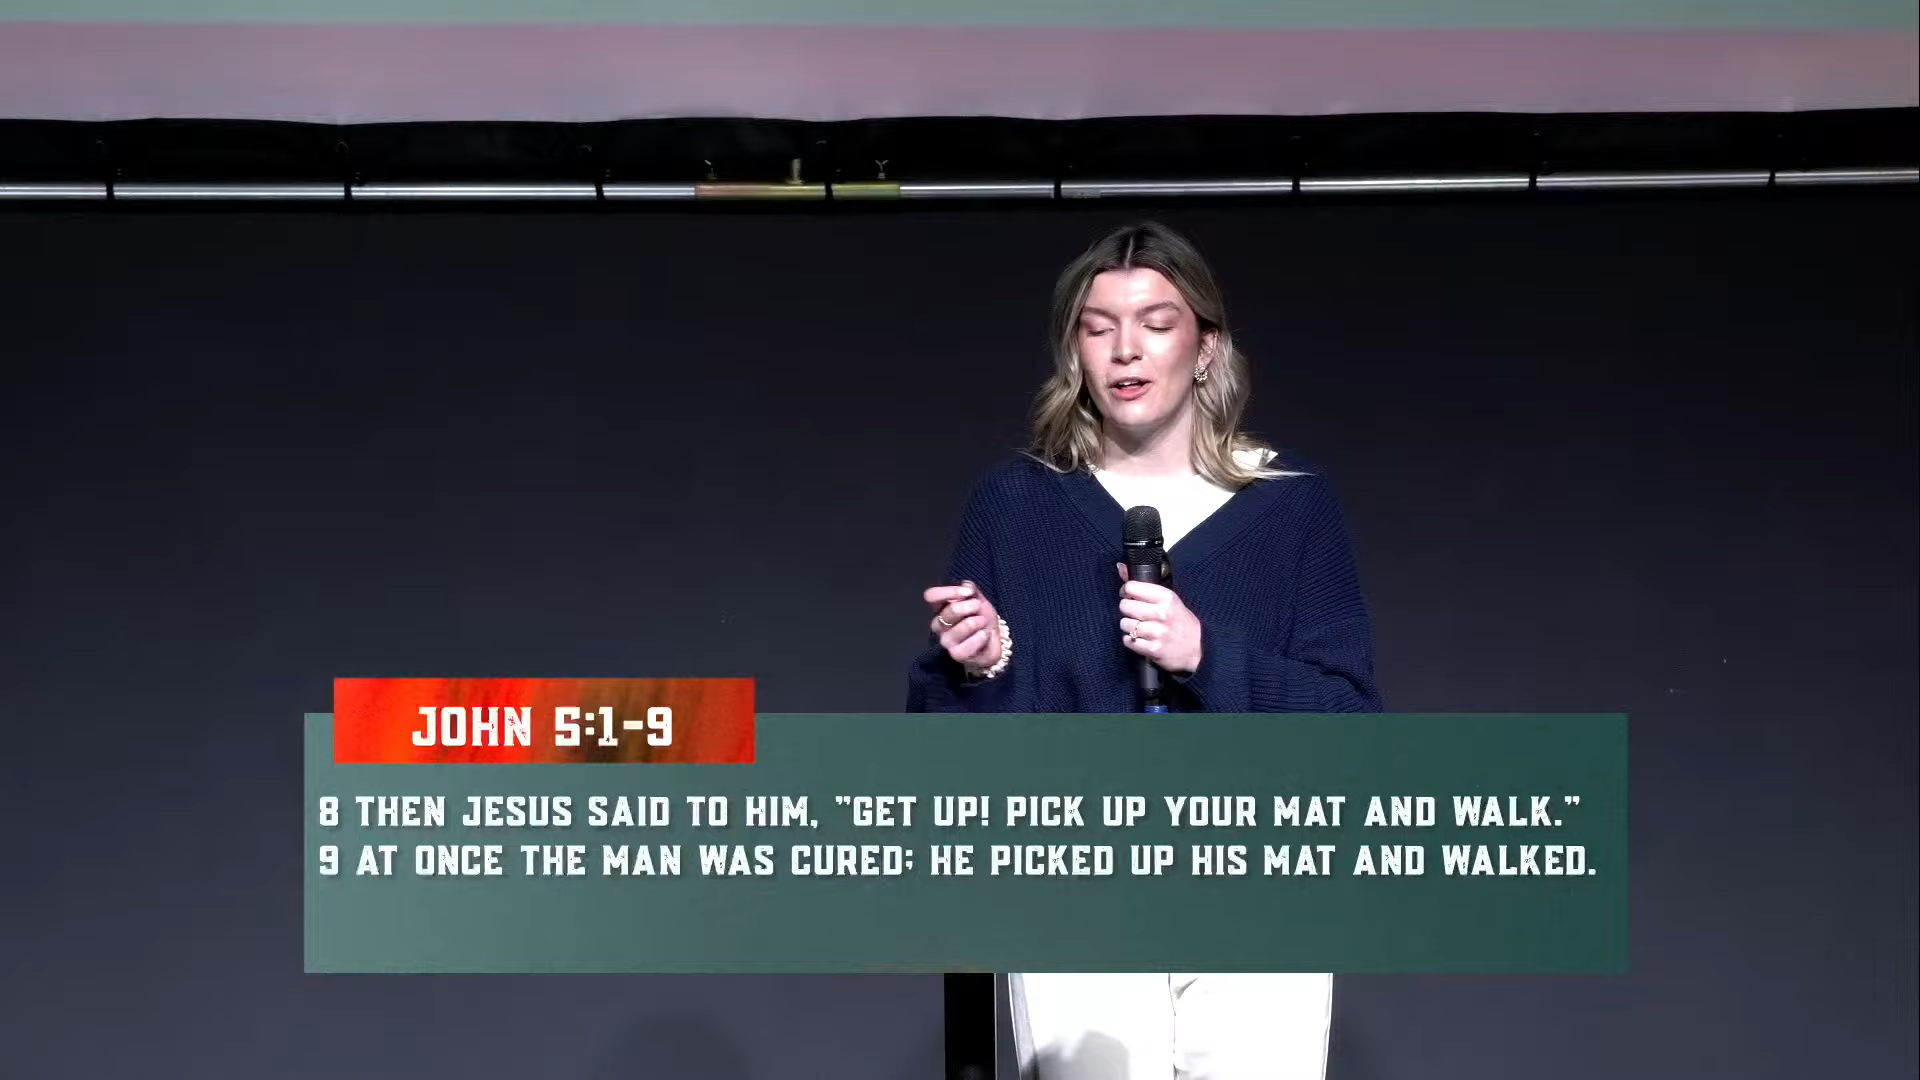 JOHN 5:1-9
8 THEN JESUS SAID TO HIM, "GET UP! PICK UP YOUR MAT AND WALK."
9 AT ONCE THE MAN WAS CURED; HE PICKED UP HIS MAT AND WALKED.